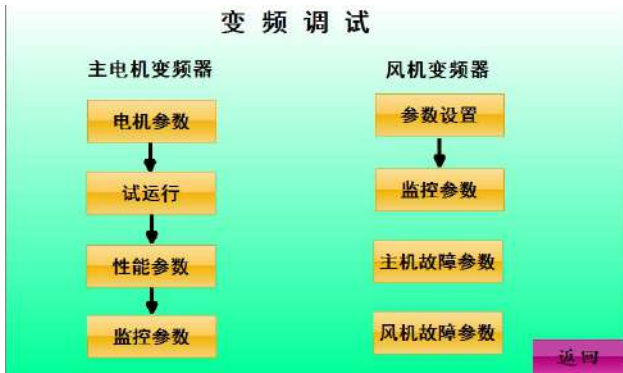 变频调试
主电机变频器
电机参数
试运行
性能参数
监控参数
风机变频器
参数设置
监控参数
主机故障参数
风机故障参数
返回